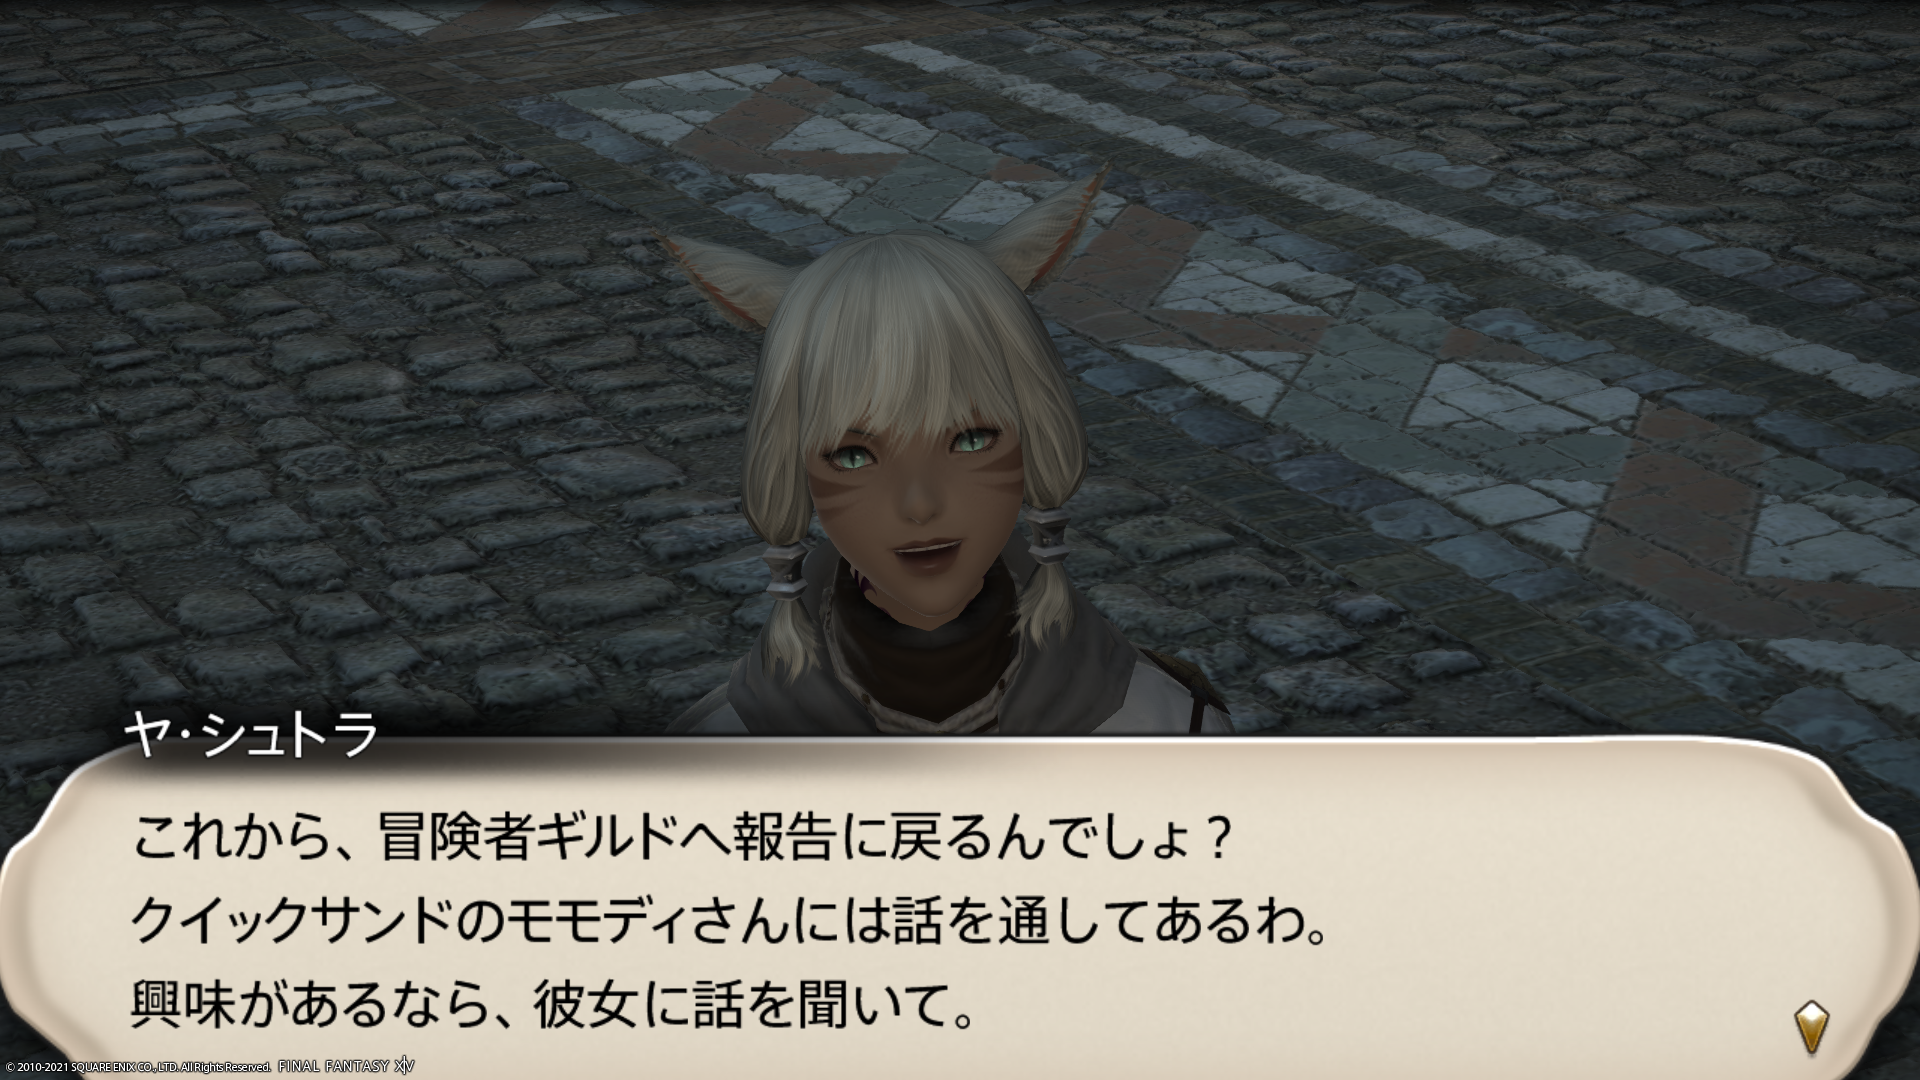 ヤ・シュトラ
これから、冒険者ギルドへ報告に戻るんでしょ？
クイックサンドのモモディさんには話を通してあるわ。
興味があるなら、彼女に話を聞いて。
© 2010-2021 SQUARE ENIX CO., LTD. All Rights Reserved. FINAL FANTASY XIV